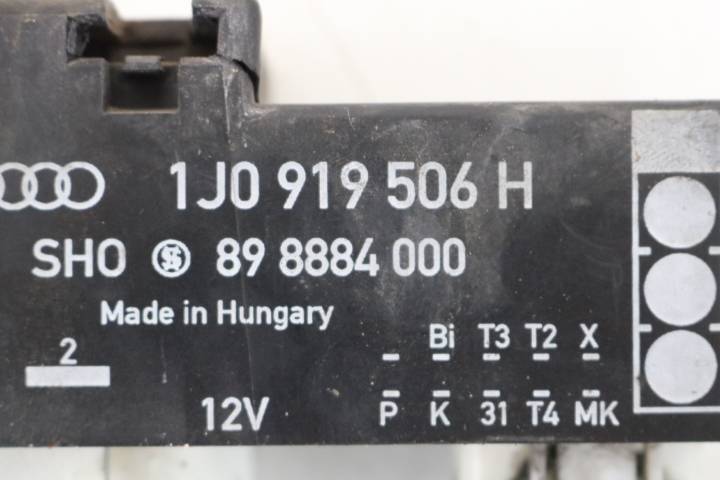 1J0 919 506 H
SHO 89 8884 000
Made in Hungary
2
Bi T3 T2 X
12V
P K 31 T4 MK